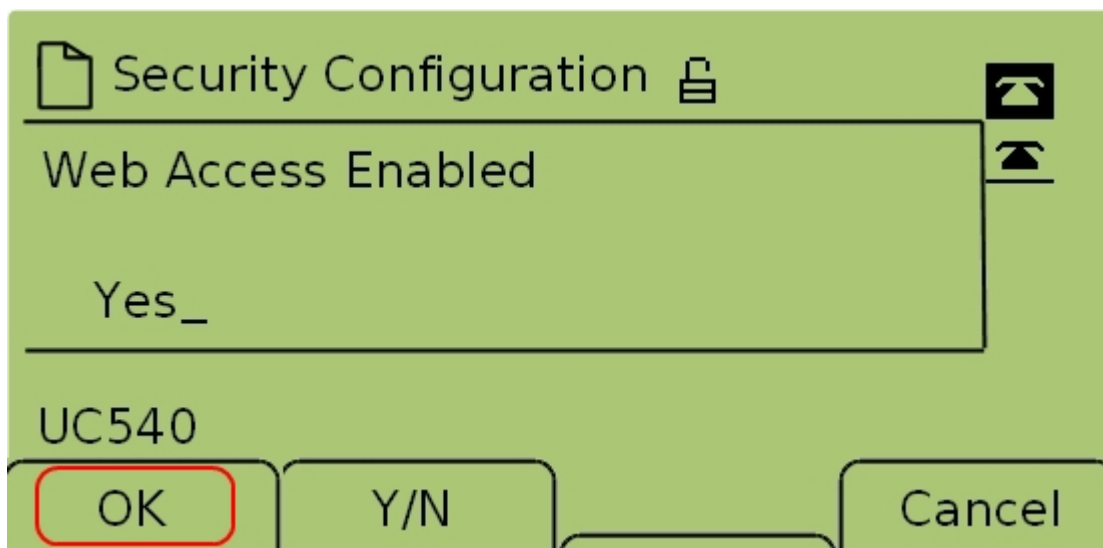 Security Configuration
Web Access Enabled
Yes_
UC540
OK Y/N Cancel